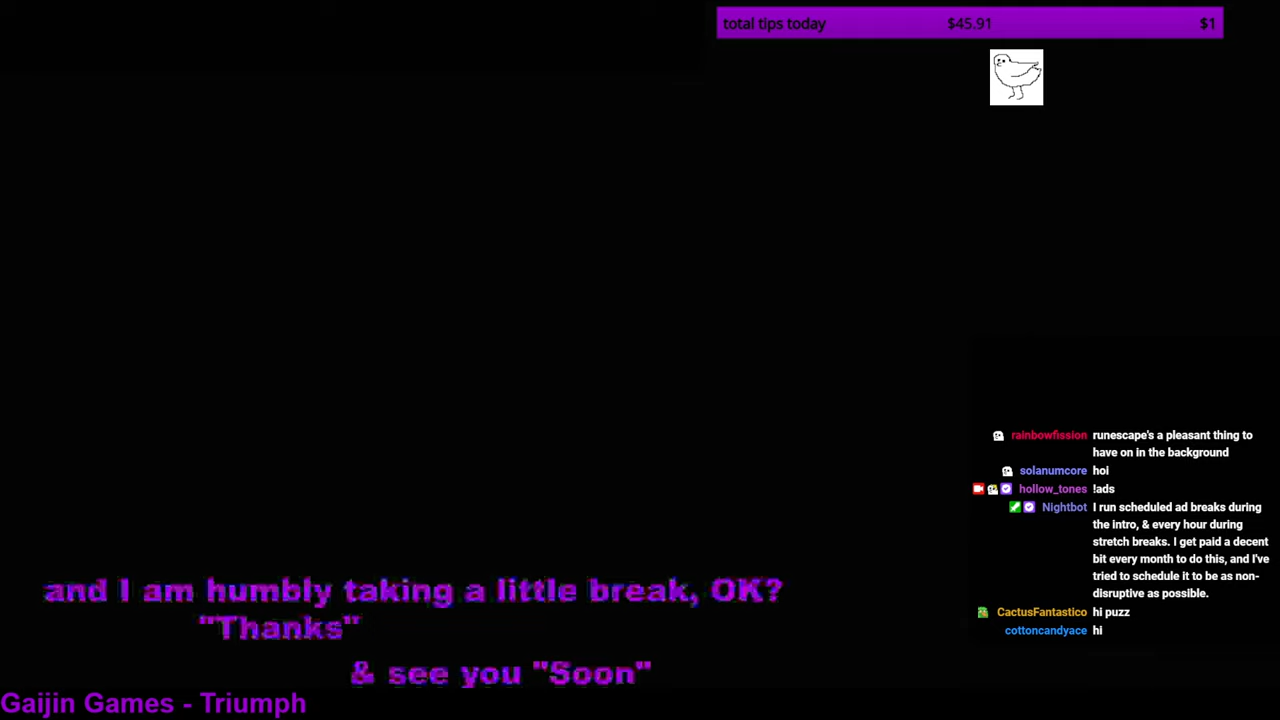 total tips today $45.91 $1
rainbowfission runescape's a pleasant thing to
have on in the background
solanumcore hoi
hollow_tones !ads
Nightbot I run scheduled ad breaks during
the intro, & every hour during
stretch breaks. I get paid a decent
bit every month to do this, and I've
tried to schedule it to be as non-
disruptive as possible.
CactusFantastico hi puzz
cottoncandyace hi
and I am humbly taking a little break, OK?
"Thanks"
& see you "Soon"
Gaijin Games - Triumph